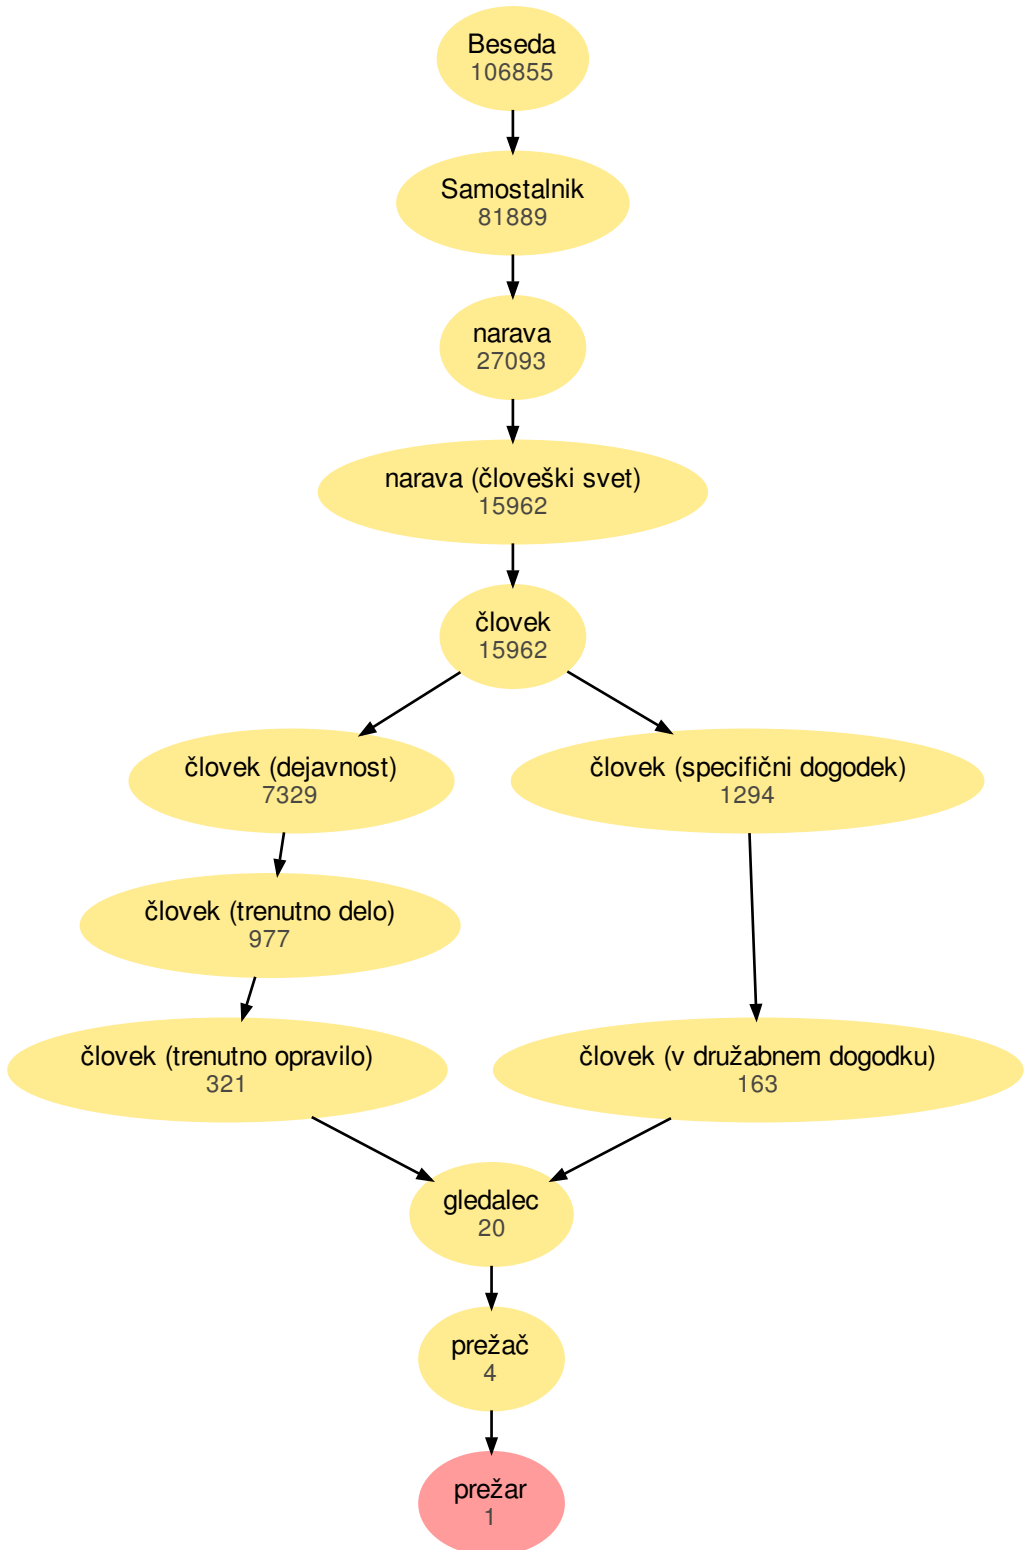 Beseda
106855
Samostalnik
81889
narava
27093
narava (človeški svet)
15962
človek
15962
človek (dejavnost)
7329
človek (specifični dogodek)
1294
človek (trenutno delo)
977
človek (trenutno opravilo)
321
človek (v družabnem dogodku)
163
gledalec
20
prežač
4
prežar
1